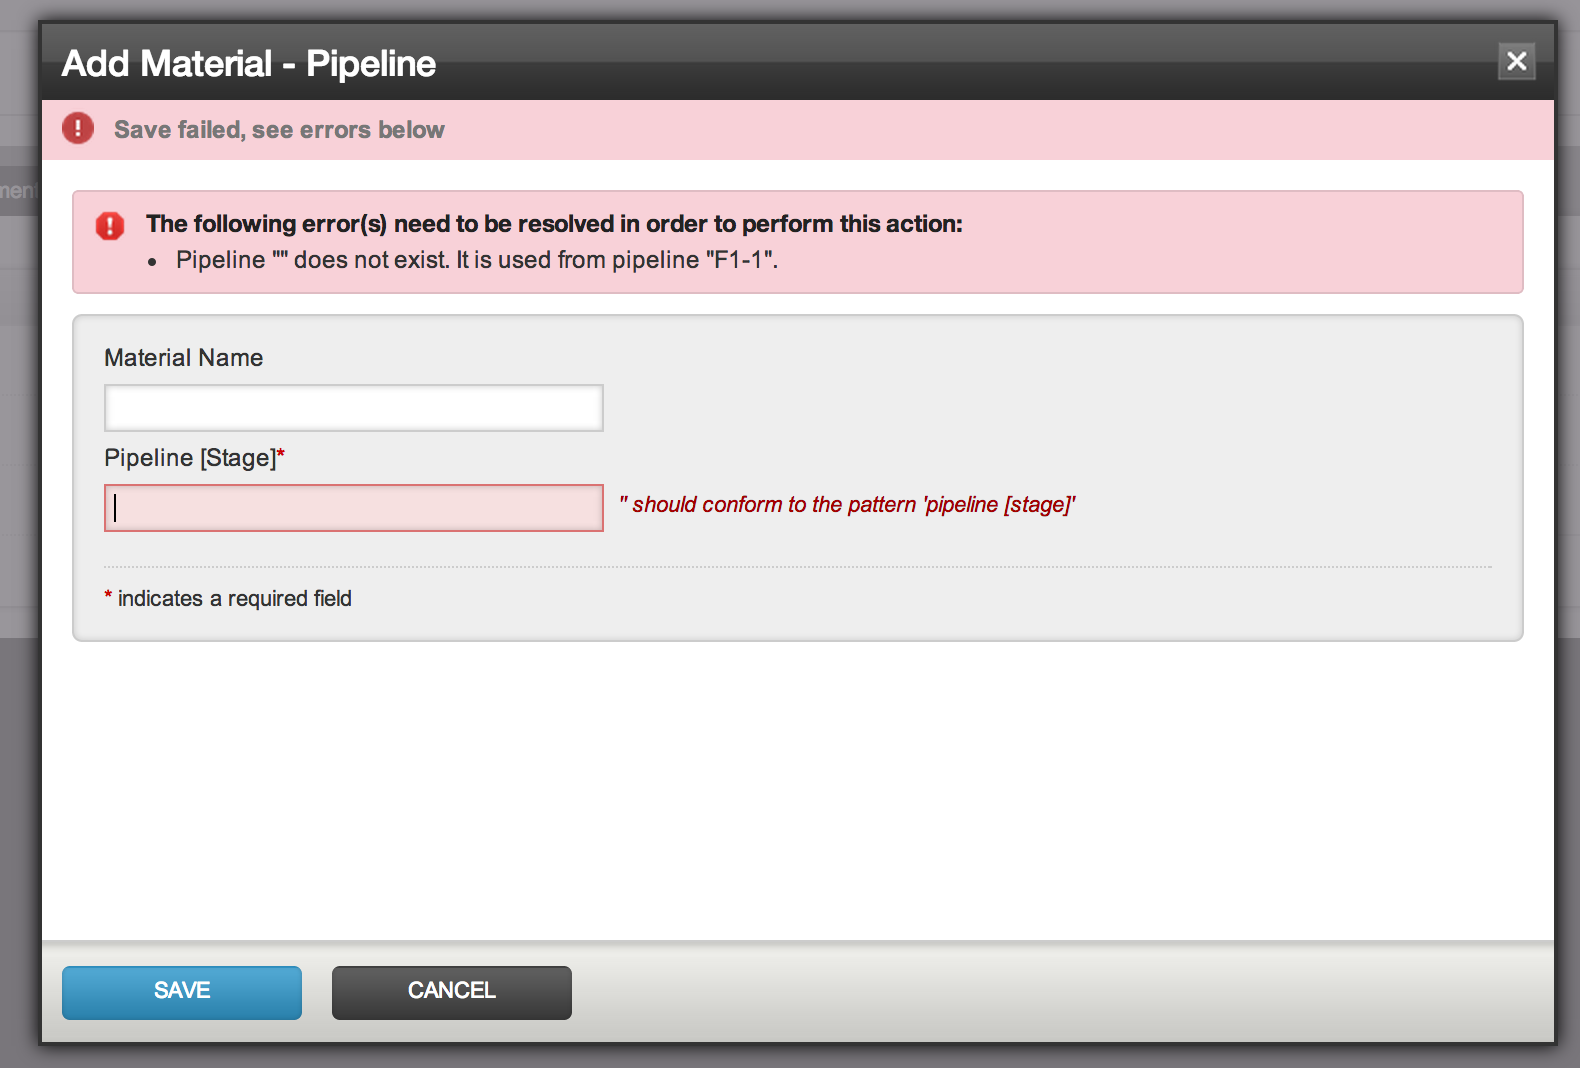 Add Material - Pipeline
Save failed, see errors below
The following error(s) need to be resolved in order to perform this action:
• Pipeline "" does not exist. It is used from pipeline "F1-1".
Material Name
Pipeline [Stage]*
'' should conform to the pattern 'pipeline [stage]'
* indicates a required field
SAVE
CANCEL